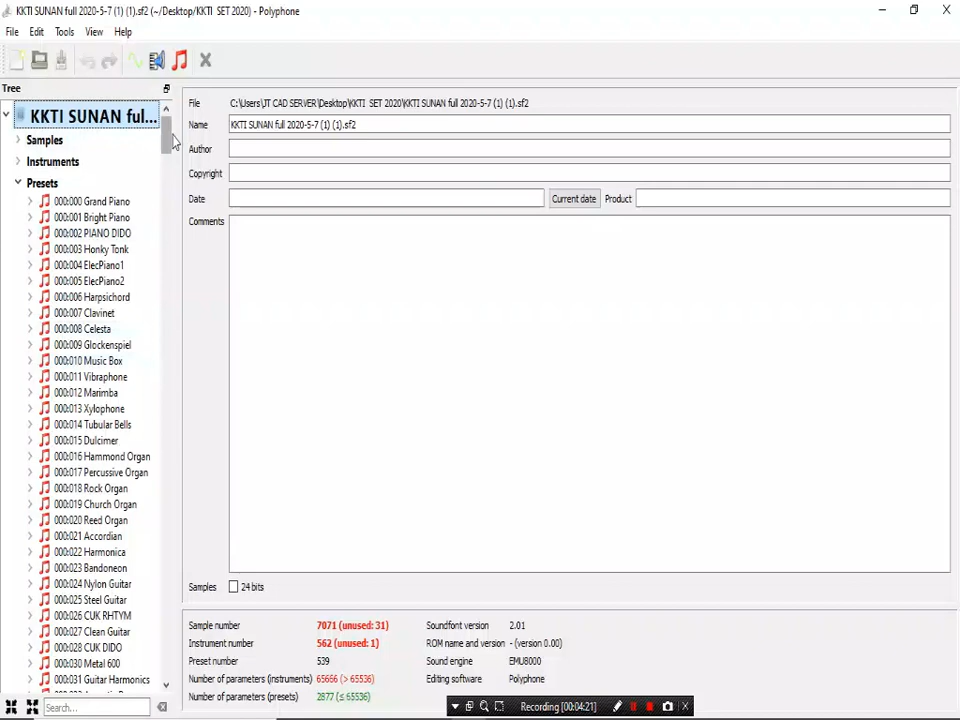 KKTI SUNAN full 2020-5-7 (1) (1).sf2 (~/Desktop/KKTI  SET 2020) - Polyphone
File Edit Tools View Help
Tree
KKTI SUNAN ful...
Samples
Instruments
Presets
000:000 Grand Piano
000:001 Bright Piano
000:002 PIANO DIDO
000:003 Honky Tonk
000:004 ElecPiano1
000:005 ElecPiano2
000:006 Harpsichord
000:007 Clavinet
000:008 Celesta
000:009 Glockenspiel
000:010 Music Box
000:011 Vibraphone
000:012 Marimba
000:013 Xylophone
000:014 Tubular Bells
000:015 Dulcimer
000:016 Hammond Organ
000:017 Percussive Organ
000:018 Rock Organ
000:019 Church Organ
000:020 Reed Organ
000:021 Accordian
000:022 Harmonica
000:023 Bandoneon
000:024 Nylon Guitar
000:025 Steel Guitar
000:026 CUK RHTYM
000:027 Clean Guitar
000:028 CUK DIDO
000:030 Metal 600
000:031 Guitar Harmonics
Search...
File C:\Users\JT CAD SERVER\Desktop\KKTI  SET 2020\KKTI SUNAN full 2020-5-7 (1) (1).sf2
Name KKTI SUNAN full 2020-5-7 (1) (1).sf2
Author
Copyright
Date Current date Product
Comments
Samples 24 bits
Sample number 7071 (unused: 31) Soundfont version 2.01
Instrument number 562 (unused: 1) ROM name and version - (version 0.00)
Preset number 539 Sound engine EMU8000
Number of parameters (instruments) 65666 (> 65536) Editing software Polyphone
Number of parameters (presets) 2877 (≤ 65536)
Recording [00:04:21]